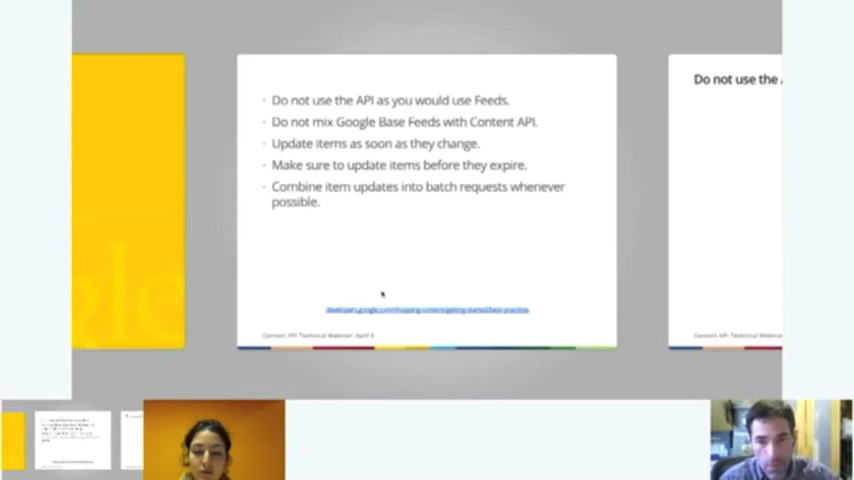 · Do not use the API as you would use Feeds.
· Do not mix Google Base Feeds with Content API.
· Update items as soon as they change.
· Make sure to update items before they expire.
· Combine item updates into batch requests whenever
possible.
developers.google.com/shopping-content/getting-started/best-practices
Content API Technical Webinar: April 3
gle
Do not use the
Content API Technical Webinar